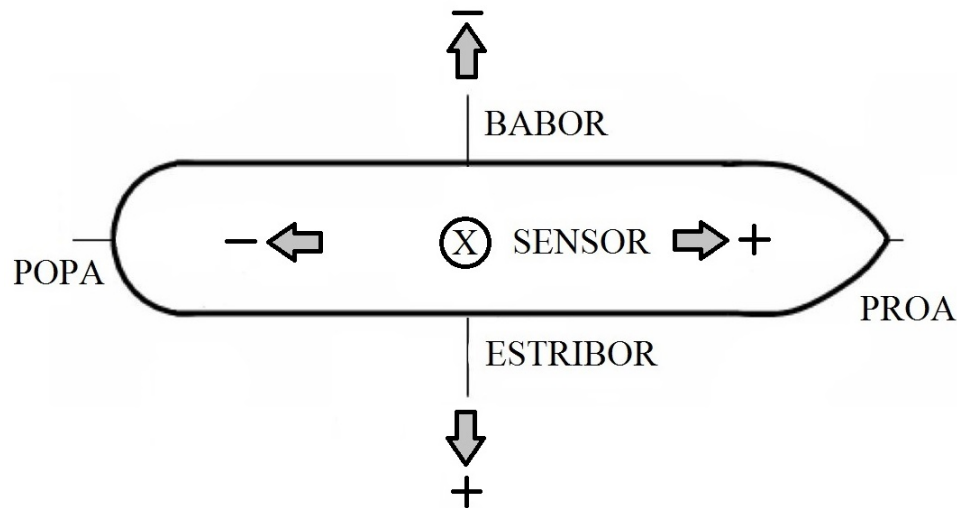 −
BABOR
− X SENSOR +
POPA
PROA
ESTRIBOR
+